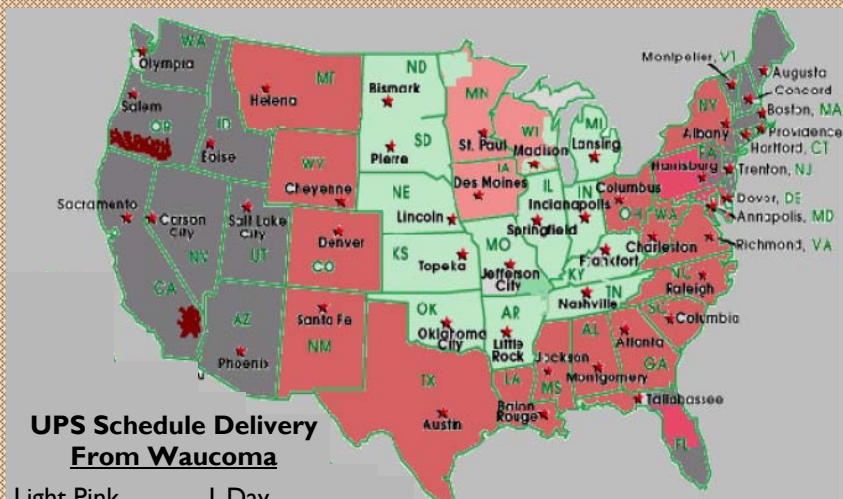 WA
Olympia
Salem
OR
ID
Boise
MT
Helena
WY
Cheyenne
ND
Bismark
SD
Pierre
MN
St. Paul
WI
Madison
MI
Lansing
Montpelier, VT
Augusta
Concord
Boston, MA
Providence
Hartford, CT
NY
Albany
PA
Harrisburg
Trenton, NJ
Dover, DE
Annapolis, MD
Richmond, VA
Sacramento
Carson
City
NV
CA
Salt Lake
City
UT
Denver
CO
NE
Lincoln
IA
Des Moines
IL
Springfield
IN
Indianapolis
Columbus
OH
WA
Charleston
KS
Topeka
MO
Jefferson
City
KY
Frankfort
AZ
Phoenix
Santa Fe
NM
OK
Oklahoma
City
AR
Little
Rock
Nashville
TN
NC
Raleigh
SC
Columbia
TX
Austin
LA
Baton
Rouge
Jackson
MS
AL
Montgomery
Atlanta
GA
Tallabassee
FL
UPS Schedule Delivery
From Waucoma
Light Pink 1 Day